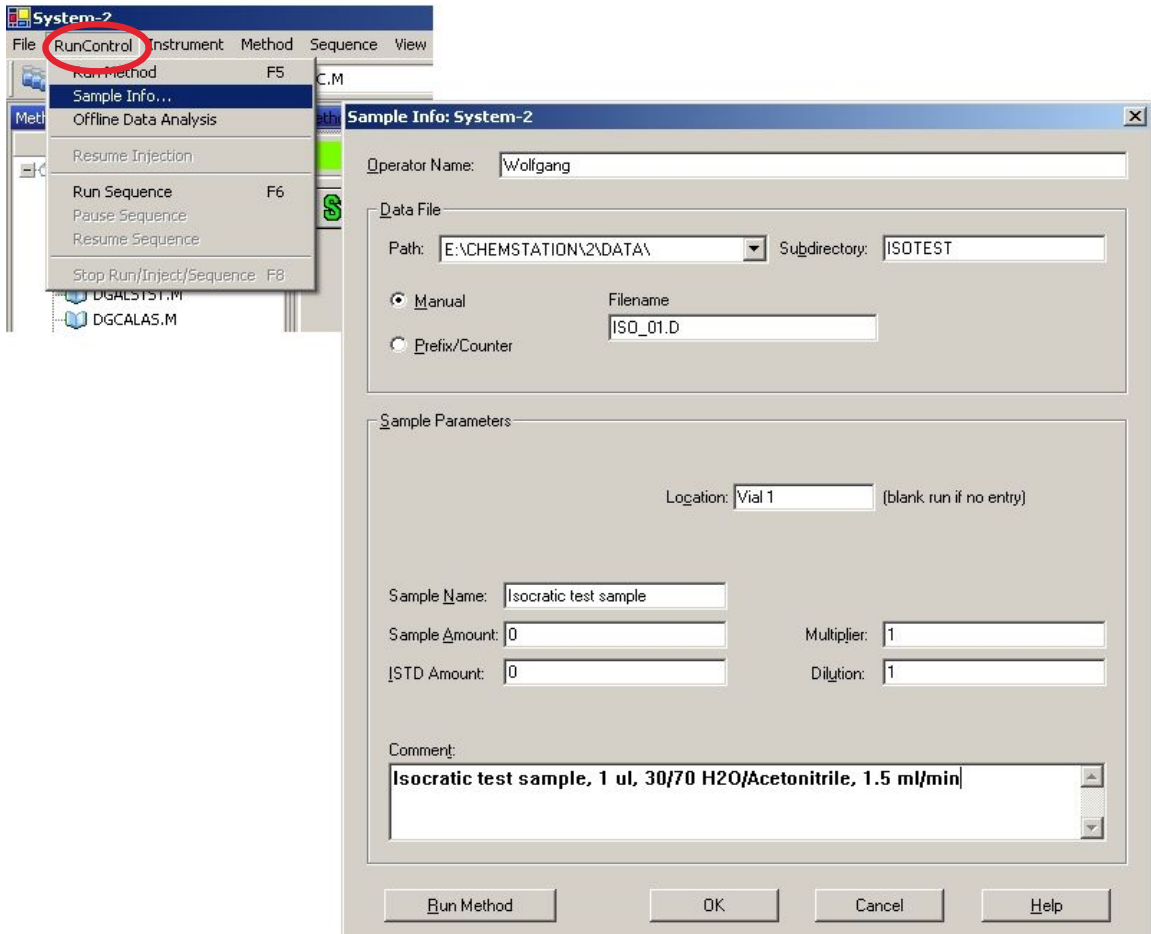 System-2
File RunControl Instrument Method Sequence View
Run Method F5
C.M
Sample Info...
Meth
Offline Data Analysis
Resume Injection
Run Sequence F6
Pause Sequence
Resume Sequence
Stop Run/Inject/Sequence F8
DGALSTST.M
DGCALAS.M
Sample Info: System-2
Operator Name: Wolfgang
Data File
Path: E:\CHEMSTATION\2\DATA\ Subdirectory: ISOTEST
Manual Filename
ISO_01.D
Prefix/Counter
Sample Parameters
Location: Vial 1 (blank run if no entry)
Sample Name: Isocratic test sample
Sample Amount: 0 Multiplier: 1
ISTD Amount: 0 Dilution: 1
Comment:
Isocratic test sample, 1 ul, 30/70 H2O/Acetonitrile, 1.5 ml/min
Run Method OK Cancel Help